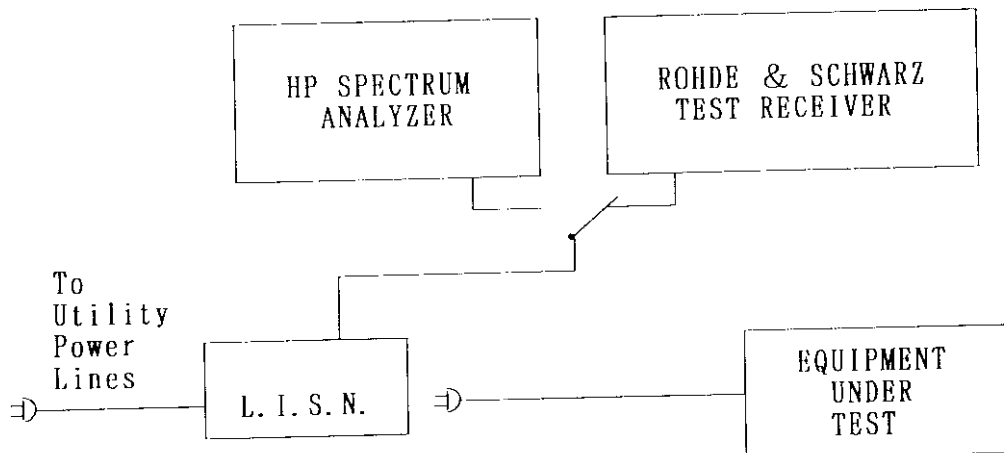 HP SPECTRUM
ANALYZER
ROHDE & SCHWARZ
TEST RECEIVER
To
Utility
Power
Lines
L. I. S. N.
EQUIPMENT
UNDER
TEST